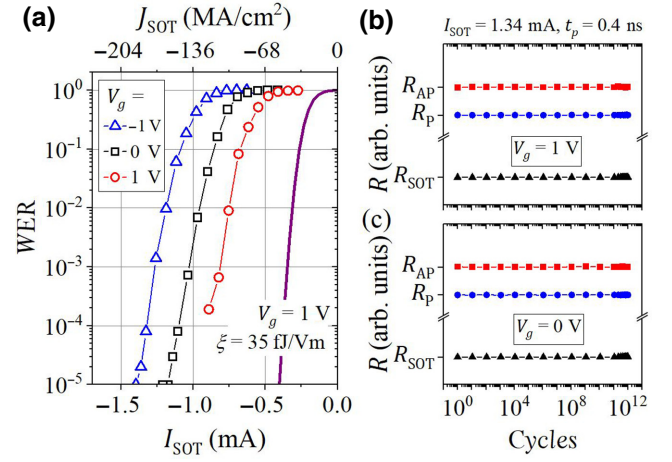 (a)
J_SOT (MA/cm²)
−204 −136 −68 0
10⁰
10⁻¹
10⁻²
10⁻³
10⁻⁴
10⁻⁵
WER
V_g =
−1 V
0 V
1 V
V_g = 1 V
ξ = 35 fJ/Vm
−1.5 −1.0 −0.5 0.0
I_SOT (mA)
(b)
I_SOT = 1.34 mA, t_p = 0.4 ns
R (arb. units)
R_AP
R_P
R_SOT
V_g = 1 V
(c)
R (arb. units)
R_AP
R_P
R_SOT
V_g = 0 V
10⁰ 10⁴ 10⁸ 10¹²
Cycles